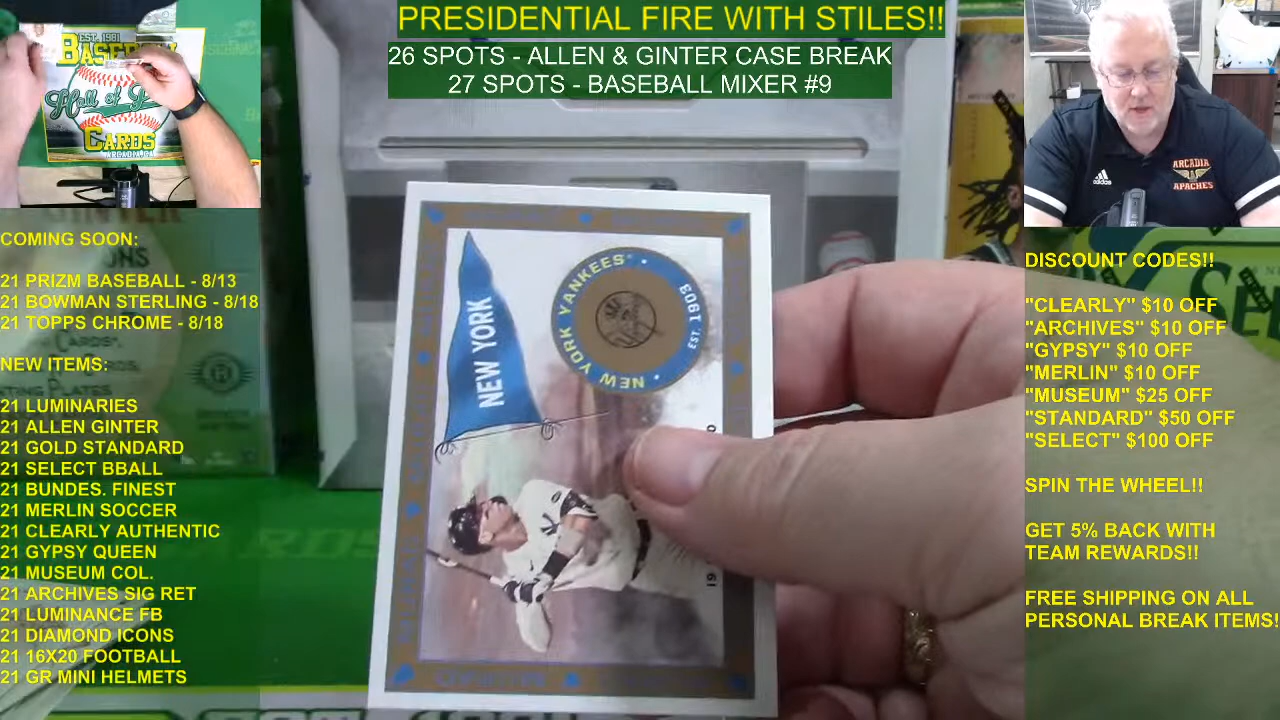 PRESIDENTIAL FIRE WITH STILES!!
26 SPOTS - ALLEN & GINTER CASE BREAK
27 SPOTS - BASEBALL MIXER #9
EST. 1981
BASEBALL
Hall of
CARDS
ARCADIA
APACHES
adidas
GINTER
COMING SOON:
21 PRIZM BASEBALL - 8/13
21 BOWMAN STERLING - 8/18
21 TOPPS CHROME - 8/18
NEW ITEMS:
21 LUMINARIES
21 ALLEN GINTER
21 GOLD STANDARD
21 SELECT BBALL
21 BUNDES. FINEST
21 MERLIN SOCCER
21 CLEARLY AUTHENTIC
21 GYPSY QUEEN
21 MUSEUM COL.
21 ARCHIVES SIG RET
21 LUMINANCE FB
21 DIAMOND ICONS
21 16X20 FOOTBALL
21 GR MINI HELMETS
NEW YORK
NEW YORK YANKEES
EST. 1903
DISCOUNT CODES!!
"CLEARLY" $10 OFF
"ARCHIVES" $10 OFF
"GYPSY" $10 OFF
"MERLIN" $10 OFF
"MUSEUM" $25 OFF
"STANDARD" $50 OFF
"SELECT" $100 OFF
SPIN THE WHEEL!!
GET 5% BACK WITH
TEAM REWARDS!!
FREE SHIPPING ON ALL
PERSONAL BREAK ITEMS!